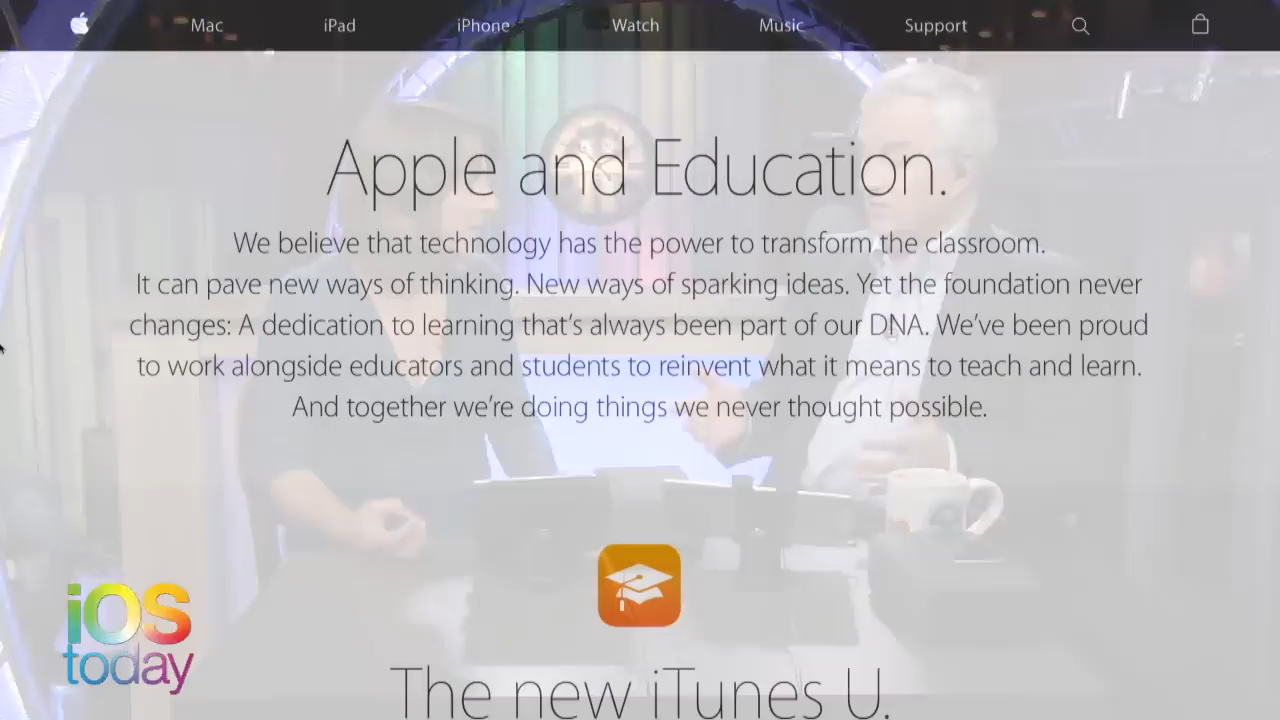 Mac iPad iPhone Watch Music Support
Apple and Education.
We believe that technology has the power to transform the classroom.
It can pave new ways of thinking. New ways of sparking ideas. Yet the foundation never
changes: A dedication to learning that's always been part of our DNA. We've been proud
to work alongside educators and students to reinvent what it means to teach and learn.
And together we're doing things we never thought possible.
iOS
today
The new iTunes U.